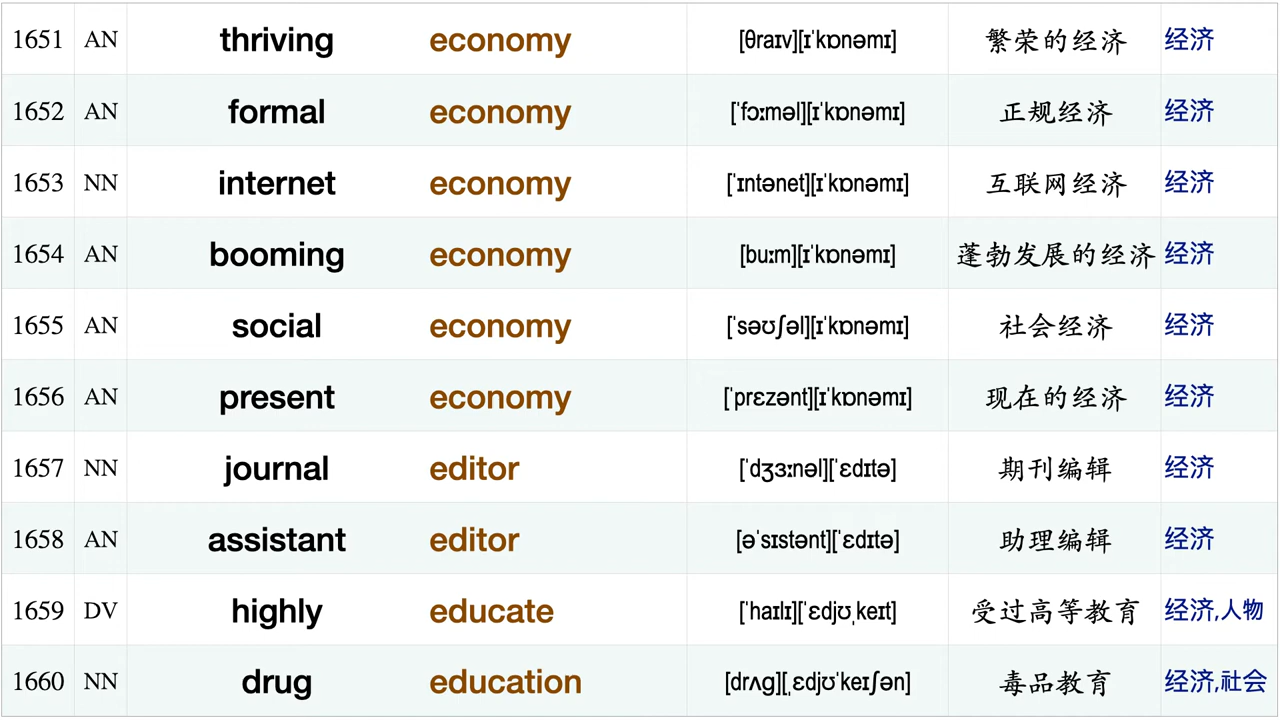 1651 AN thriving economy [θraɪv][ɪˈkɒnəmɪ] 繁荣的经济 经济
1652 AN formal economy [ˈfɔːməl][ɪˈkɒnəmɪ] 正规经济 经济
1653 NN internet economy [ˈɪntənet][ɪˈkɒnəmɪ] 互联网经济 经济
1654 AN booming economy [buːm][ɪˈkɒnəmɪ] 蓬勃发展的经济 经济
1655 AN social economy [ˈsəʊʃəl][ɪˈkɒnəmɪ] 社会经济 经济
1656 AN present economy [ˈprɛzənt][ɪˈkɒnəmɪ] 现在的经济 经济
1657 NN journal editor [ˈdʒɜːnəl][ˈɛdɪtə] 期刊编辑 经济
1658 AN assistant editor [əˈsɪstənt][ˈɛdɪtə] 助理编辑 经济
1659 DV highly educate [ˈhaɪlɪ][ˈɛdjʊˌkeɪt] 受过高等教育 经济,人物
1660 NN drug education [drʌg][ˌɛdjʊˈkeɪʃən] 毒品教育 经济,社会